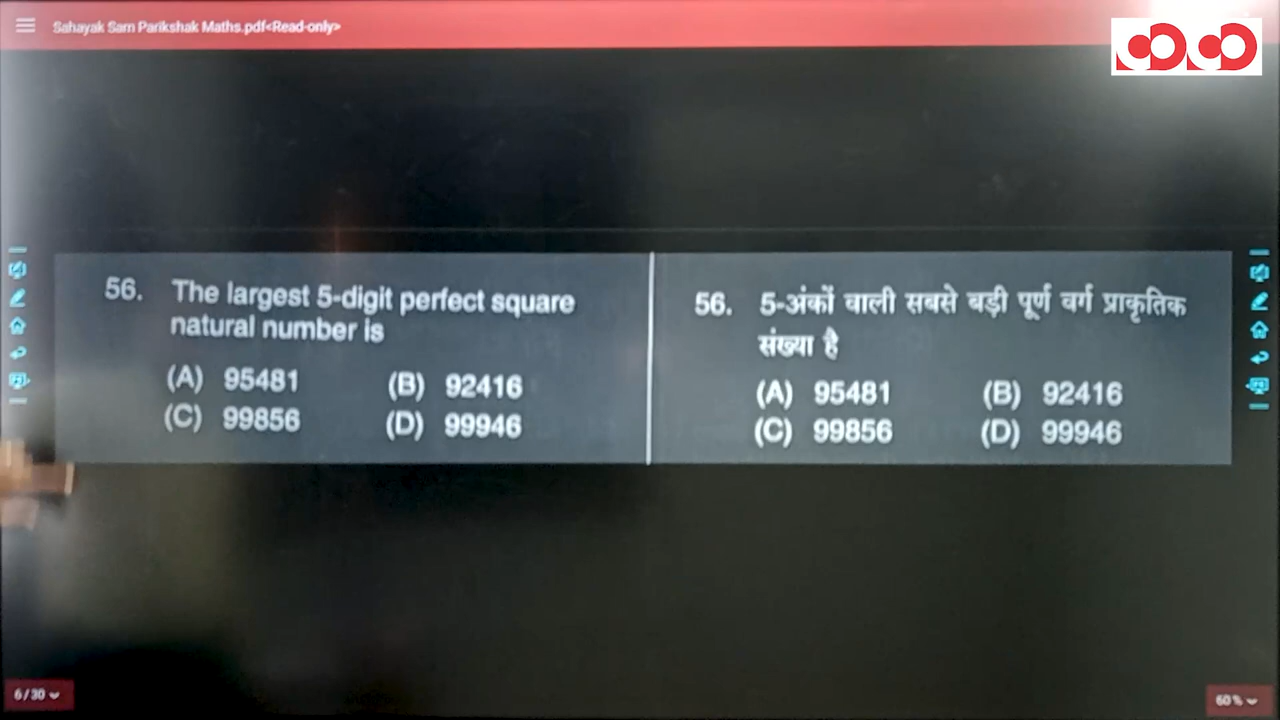 Sahayak Sam Parikshak Maths.pdf<Read-only>
56. The largest 5-digit perfect square
natural number is
(A) 95481 (B) 92416
(C) 99856 (D) 99946
56. 5-अंकों वाली सबसे बड़ी पूर्ण वर्ग प्राकृतिक
संख्या है
(A) 95481 (B) 92416
(C) 99856 (D) 99946
6/30
60%